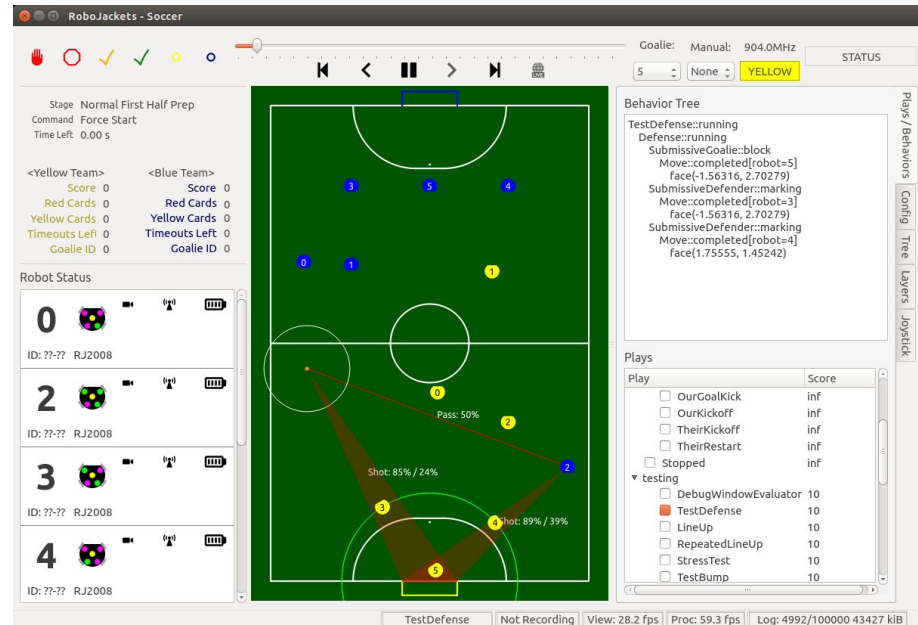 RoboJackets - Soccer
Goalie: Manual: 904.0MHz
5 None YELLOW
STATUS
LIVE
Stage Normal First Half Prep
Command Force Start
Time Left 0.00 s
<Yellow Team> <Blue Team>
Score 0 Score 0
Red Cards 0 Red Cards 0
Yellow Cards 0 Yellow Cards 0
Timeouts Left 0 Timeouts Left 0
Goalie ID 0 Goalie ID 0
Robot Status
0
ID: ??-?? RJ2008
2
ID: ??-?? RJ2008
3
ID: ??-?? RJ2008
4
ID: ??-?? RJ2008
3 5 4
0 1 1
0
Pass: 50%
2
2
Shot: 85% / 24%
3
4 Shot: 89% / 39%
5
Behavior Tree
TestDefense::running
Defense::running
SubmissiveGoalie::block
Move::completed[robot=5]
face(-1.56316, 2.70279)
SubmissiveDefender::marking
Move::completed[robot=3]
face(-1.56316, 2.70279)
SubmissiveDefender::marking
Move::completed[robot=4]
face(1.75555, 1.45242)
Plays
Play Score
OurGoalKick inf
OurKickoff inf
TheirKickoff inf
TheirRestart inf
Stopped inf
testing
DebugWindowEvaluator 10
TestDefense 10
LineUp 10
RepeatedLineUp 10
StressTest 10
TestBump 10
Plays / Behaviors
Config
Tree
Layers
Joystick
TestDefense Not Recording View: 28.2 fps Proc: 59.3 fps Log: 4992/100000 43427 kiB